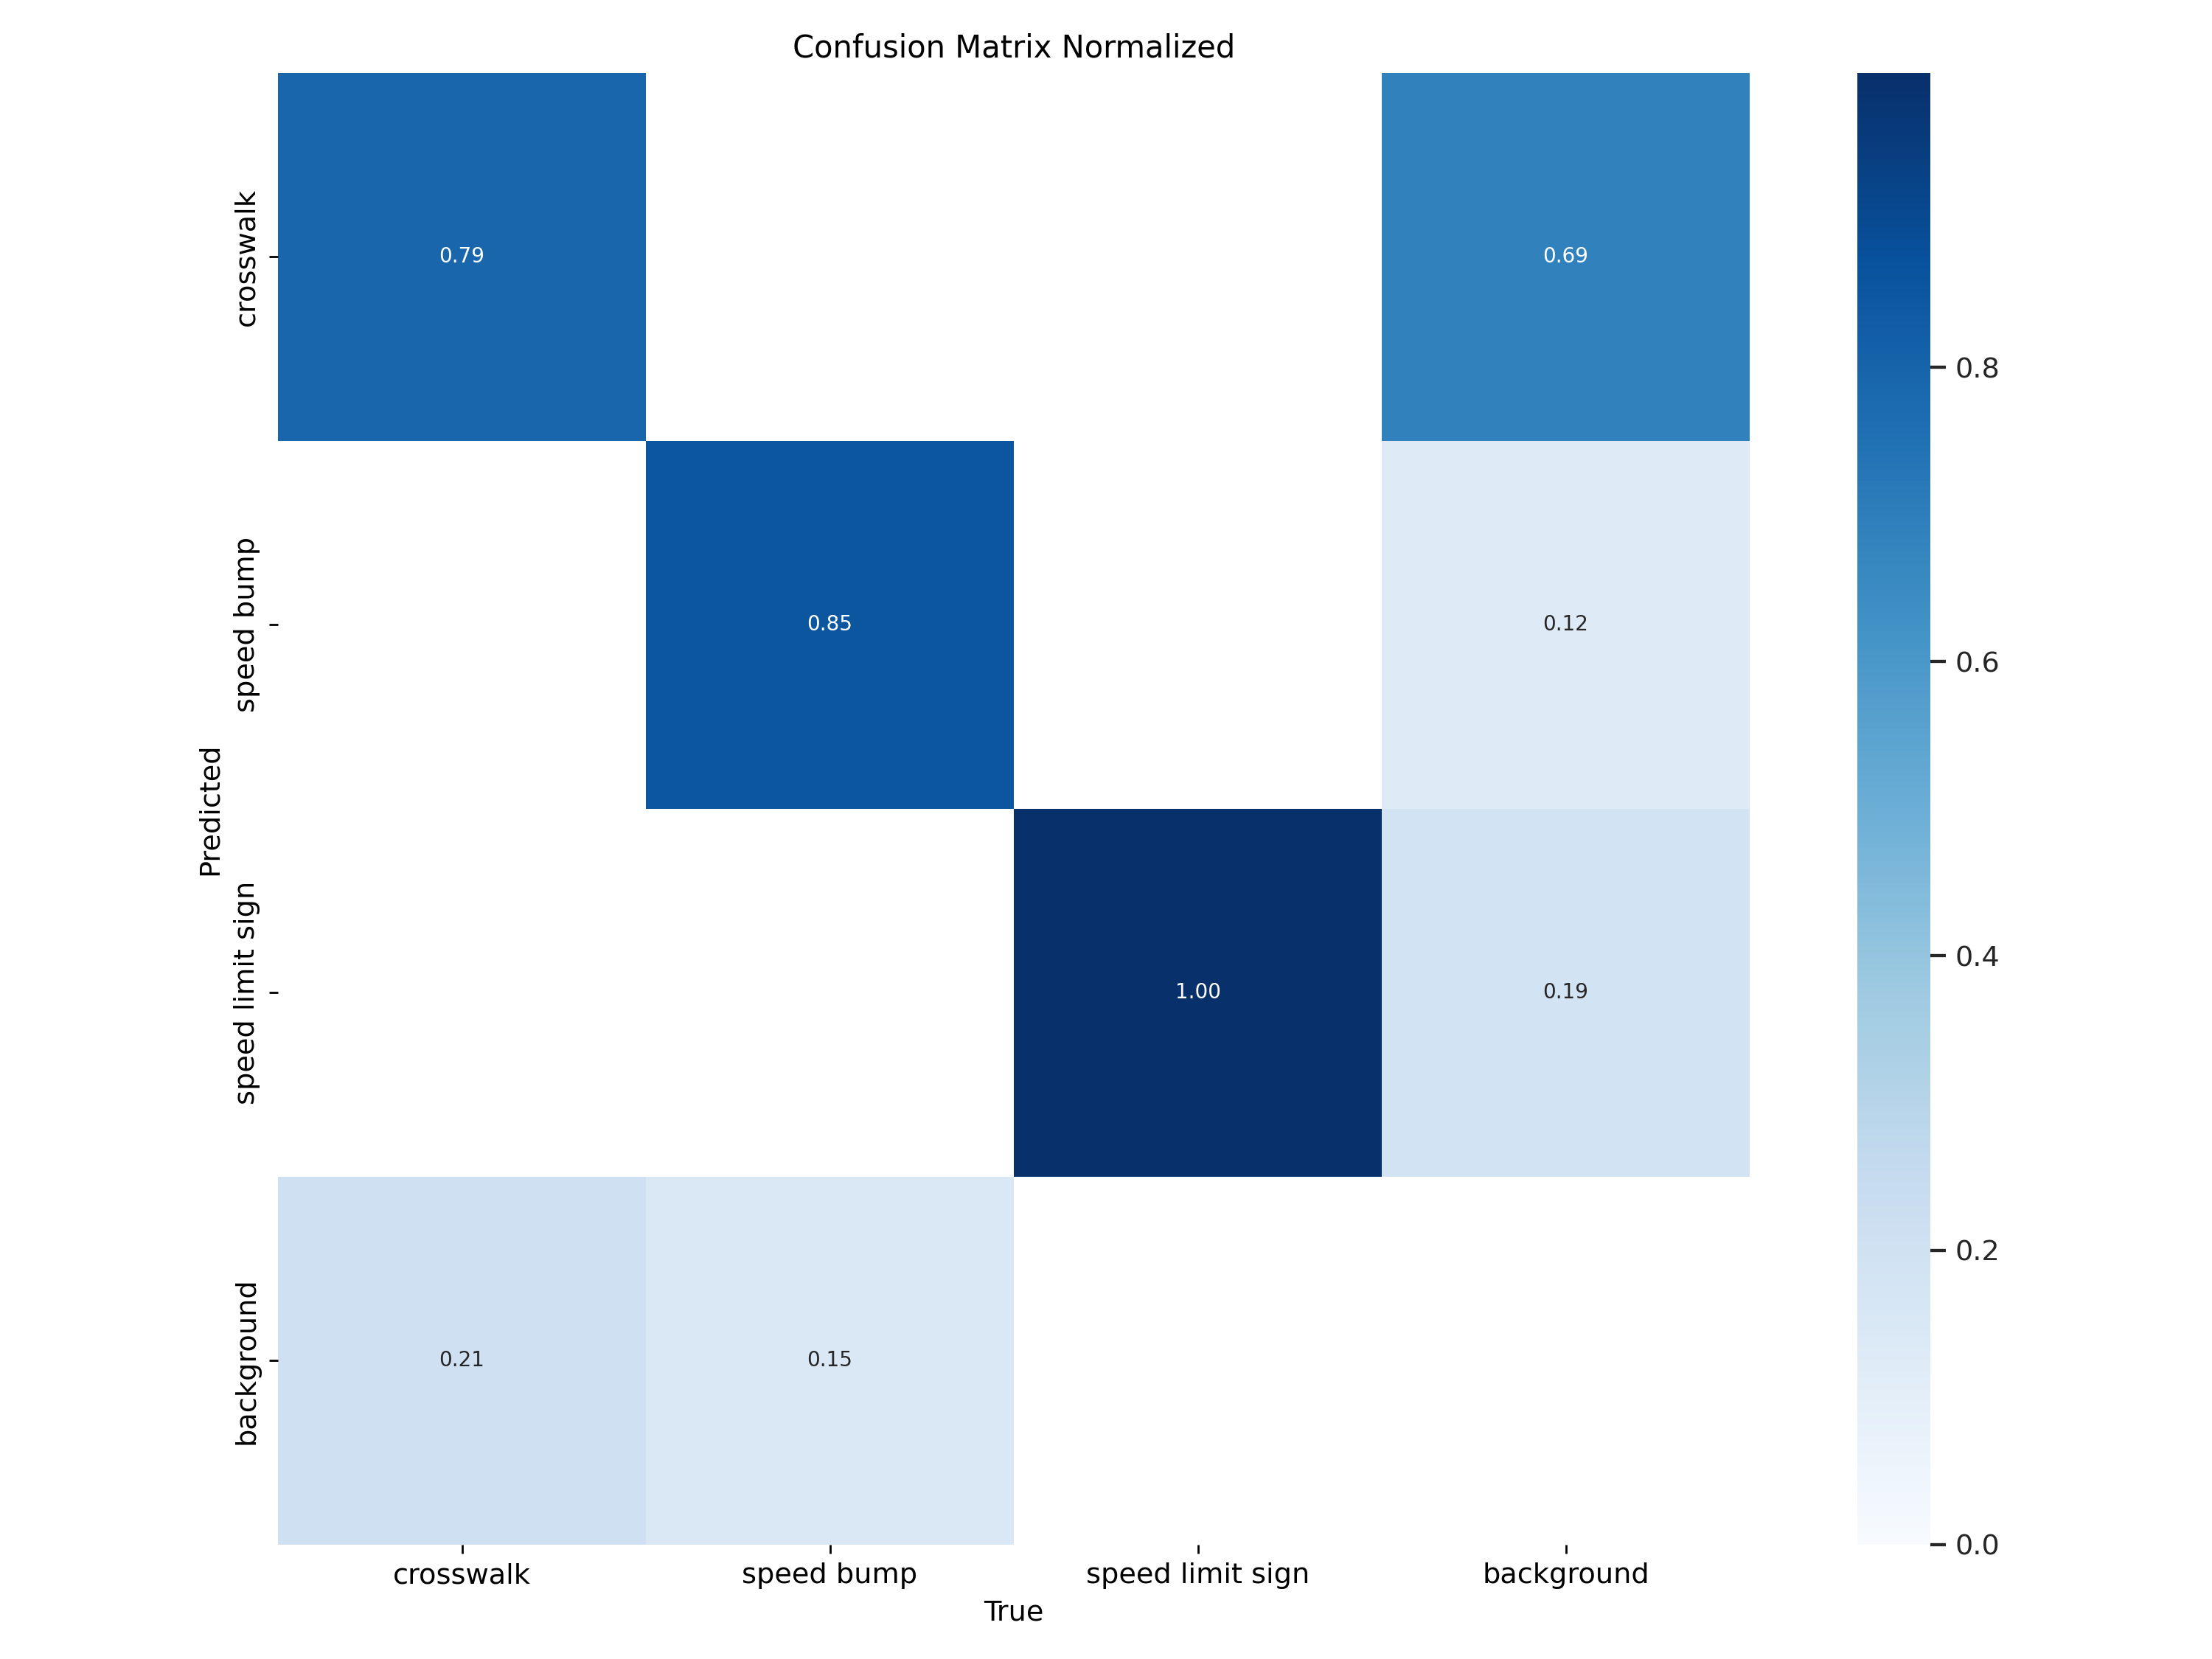 Confusion Matrix Normalized
crosswalk
0.79
0.69
0.8
speed bump
0.85
0.12
0.6
Predicted
speed limit sign
1.00
0.19
0.4
background
0.21
0.15
0.2
0.0
crosswalk
speed bump
speed limit sign
background
True